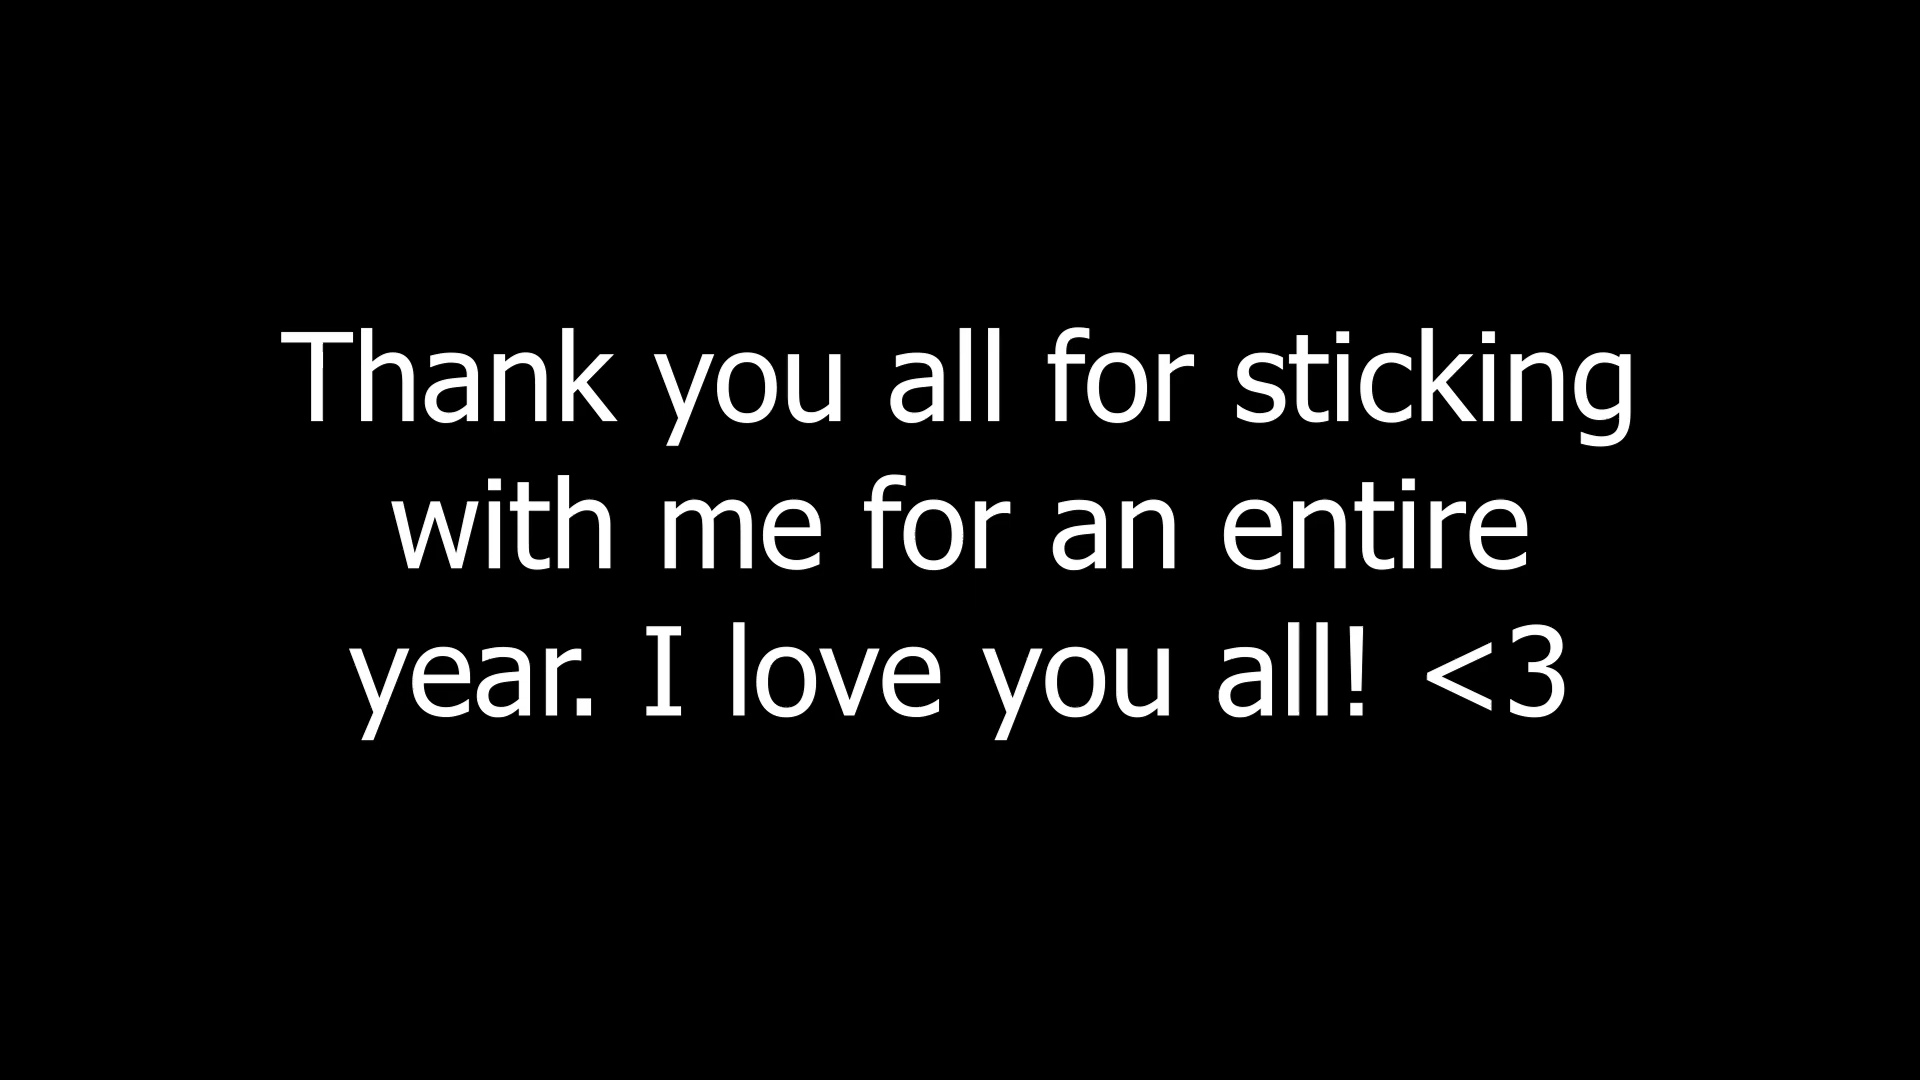 Thank you all for sticking
with me for an entire
year. I love you all! <3